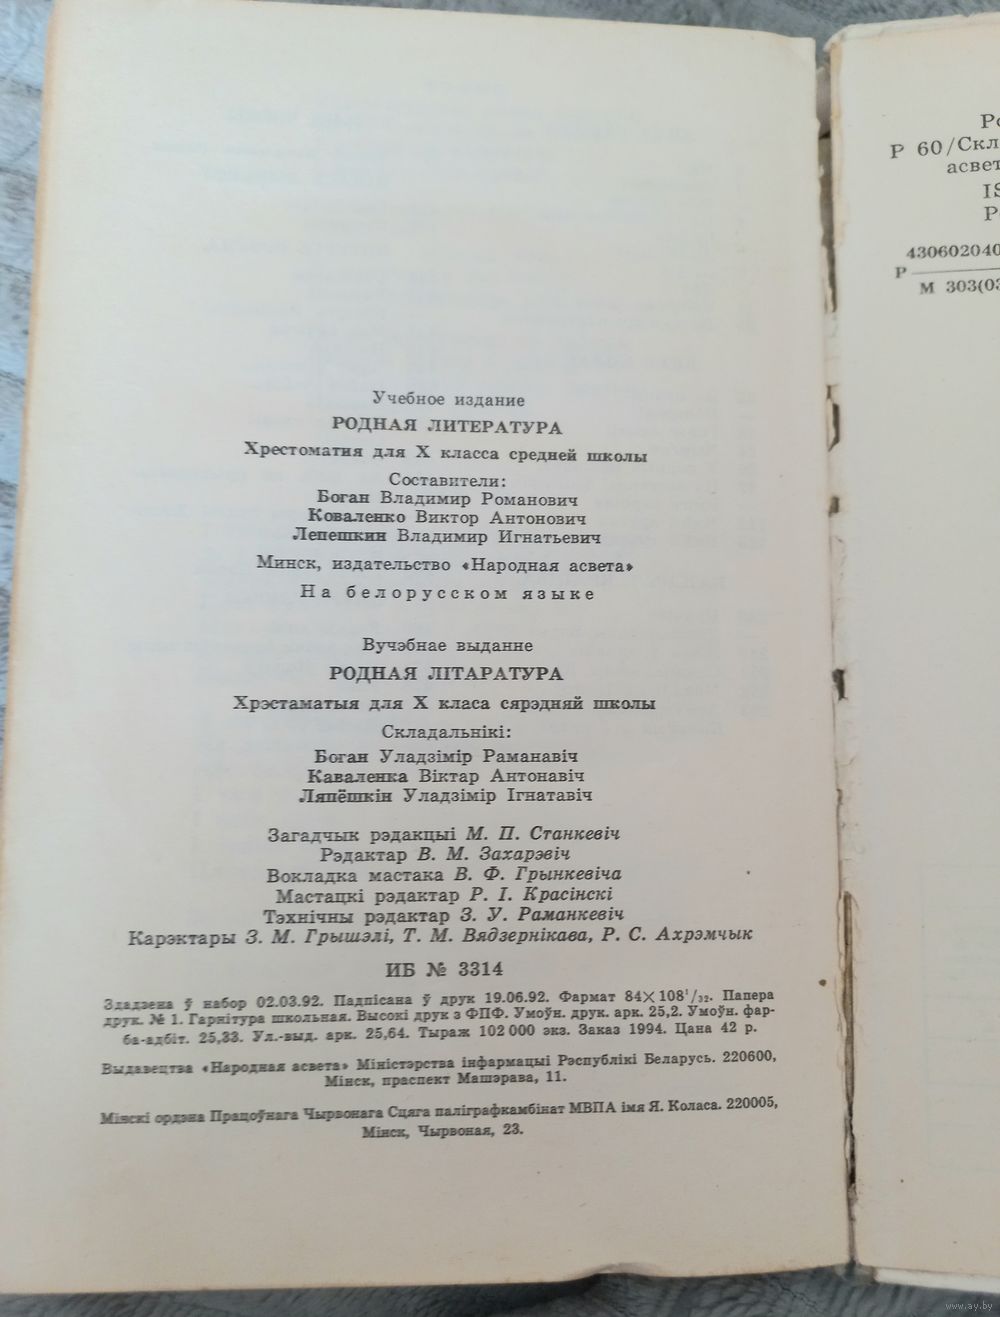 Учебное издание
РОДНАЯ ЛИТЕРАТУРА
Хрестоматия для X класса средней школы
Составители:
Боган Владимир Романович
Коваленко Виктор Антонович
Лепешкин Владимир Игнатьевич
Минск, издательство «Народная асвета»
На белорусском языке
Вучэбнае выданне
РОДНАЯ ЛІТАРАТУРА
Хрэстаматыя для X класа сярэдняй школы
Складальнікі:
Боган Уладзімір Раманавіч
Каваленка Віктар Антонавіч
Ляпёшкін Уладзімір Ігнатавіч
Загадчык рэдакцыі М. П. Станкевіч
Рэдактар В. М. Захарэвіч
Вокладка мастака В. Ф. Грынкевіча
Мастацкі рэдактар Р. І. Красінскі
Тэхнічны рэдактар З. У. Раманкевіч
Карэктары З. М. Грышэлі, Т. М. Вядзернікава, Р. С. Ахрэмчык
ИБ № 3314
Здадзена ў набор 02.03.92. Падпісана ў друк 19.06.92. Фармат 84×108¹/₃₂. Папера
друк. № 1. Гарнітура школьная. Высокі друк з ФПФ. Умоўн. друк. арк. 25,2. Умоўн. фар-
ба-адбіт. 25,33. Ул.-выд. арк. 25,64. Тыраж 102 000 экз. Заказ 1994. Цана 42 р.
Выдавецтва «Народная асвета» Міністэрства інфармацыі Рэспублікі Беларусь. 220600,
Мінск, праспект Машэрава, 11.
Мінскі ордэна Працоўнага Чырвонага Сцяга паліграфкамбінат МВПА імя Я. Коласа. 220005,
Мінск, Чырвоная, 23.
Р 60/Скл
асвет
IS
430602040
Р
М 303(03
www.ay.by